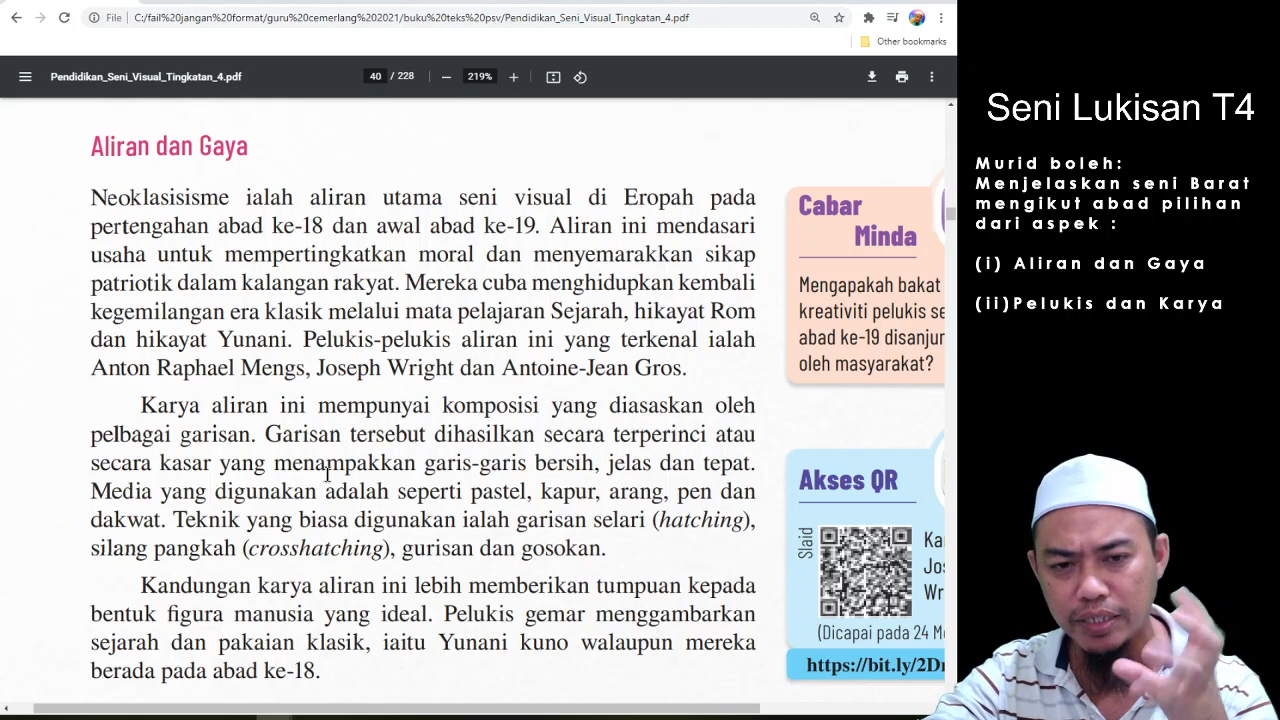 File
C:/fail%20jangan%20format/guru%20cemerlang%202021/buku%20teks%20psv/Pendidikan_Seni_Visual_Tingkatan_4.pdf
Other bookmarks
Pendidikan_Seni_Visual_Tingkatan_4.pdf
40 / 228
219%
Aliran dan Gaya
Neoklasisisme ialah aliran utama seni visual di Eropah pada
pertengahan abad ke-18 dan awal abad ke-19. Aliran ini mendasari
usaha untuk mempertingkatkan moral dan menyemarakkan sikap
patriotik dalam kalangan rakyat. Mereka cuba menghidupkan kembali
kegemilangan era klasik melalui mata pelajaran Sejarah, hikayat Rom
dan hikayat Yunani. Pelukis-pelukis aliran ini yang terkenal ialah
Anton Raphael Mengs, Joseph Wright dan Antoine-Jean Gros.
Karya aliran ini mempunyai komposisi yang diasaskan oleh
pelbagai garisan. Garisan tersebut dihasilkan secara terperinci atau
secara kasar yang menampakkan garis-garis bersih, jelas dan tepat.
Media yang digunakan adalah seperti pastel, kapur, arang, pen dan
dakwat. Teknik yang biasa digunakan ialah garisan selari (hatching),
silang pangkah (crosshatching), gurisan dan gosokan.
Kandungan karya aliran ini lebih memberikan tumpuan kepada
bentuk figura manusia yang ideal. Pelukis gemar menggambarkan
sejarah dan pakaian klasik, iaitu Yunani kuno walaupun mereka
berada pada abad ke-18.
Cabar
Minda
Mengapakah bakat
kreativiti pelukis se
abad ke-19 disanjun
oleh masyarakat?
Akses QR
Slaid
Ka
Jos
Wr
(Dicapai pada 24 M
https://bit.ly/2D
Seni Lukisan T4
Murid boleh:
Menjelaskan seni Barat
mengikut abad pilihan
dari aspek :
(i) Aliran dan Gaya
(ii)Pelukis dan Karya